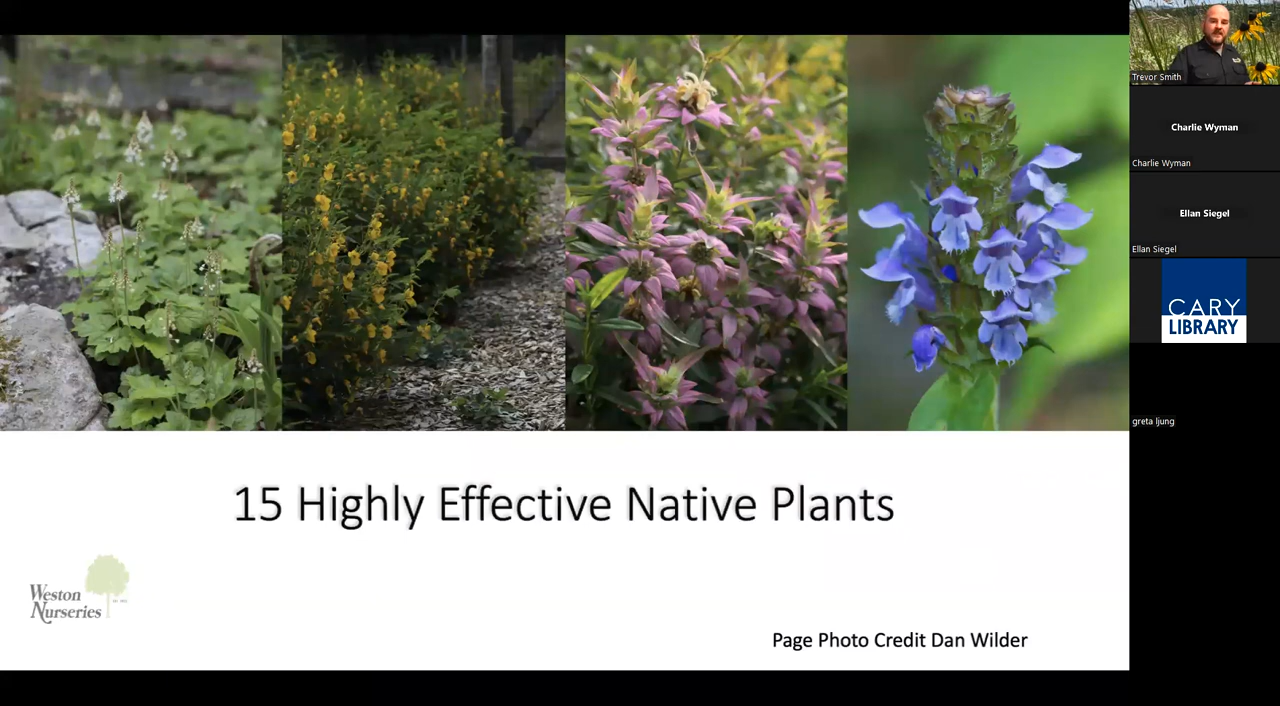 15 Highly Effective Native Plants
Weston
Nurseries
Page Photo Credit Dan Wilder
Trevor Smith
Charlie Wyman
Charlie Wyman
Ellan Siegel
Ellan Siegel
CARY
LIBRARY
greta ljung